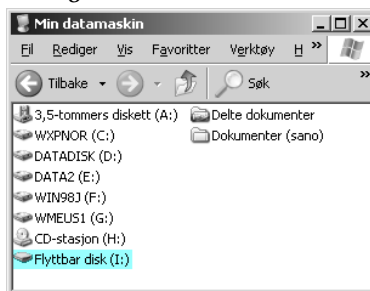 Min datamaskin
Fil Rediger Vis Favoritter Verktøy H »
Tilbake Søk »
3,5-tommers diskett (A:) Delte dokumenter
WXPNOR (C:) Dokumenter (sano)
DATADISK (D:)
DATA2 (E:)
WIN98J (F:)
WMEUS1 (G:)
CD-stasjon (H:)
Flyttbar disk (I:)